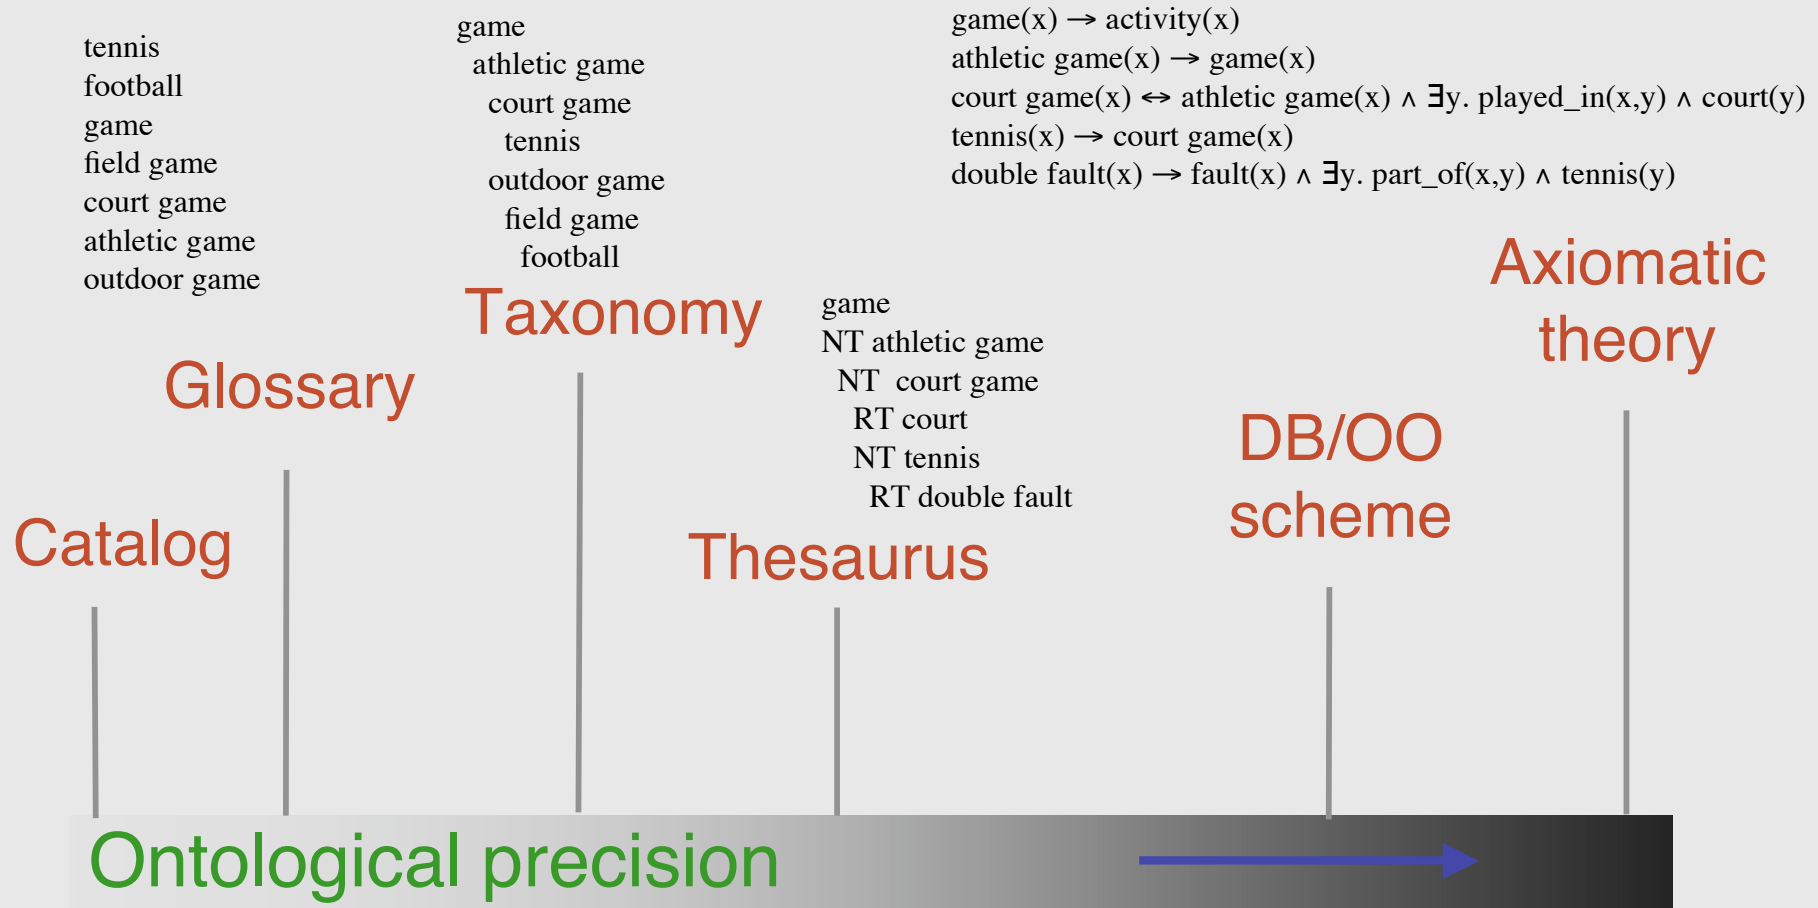 tennis
football
game
field game
court game
athletic game
outdoor game
game
athletic game
court game
tennis
outdoor game
field game
football
game(x) → activity(x)
athletic game(x) → game(x)
court game(x) ↔ athletic game(x) ∧ ∃y. played_in(x,y) ∧ court(y)
tennis(x) → court game(x)
double fault(x) → fault(x) ∧ ∃y. part_of(x,y) ∧ tennis(y)
game
NT athletic game
NT court game
RT court
NT tennis
RT double fault
Catalog
Glossary
Taxonomy
Thesaurus
DB/OO
scheme
Axiomatic
theory
Ontological precision